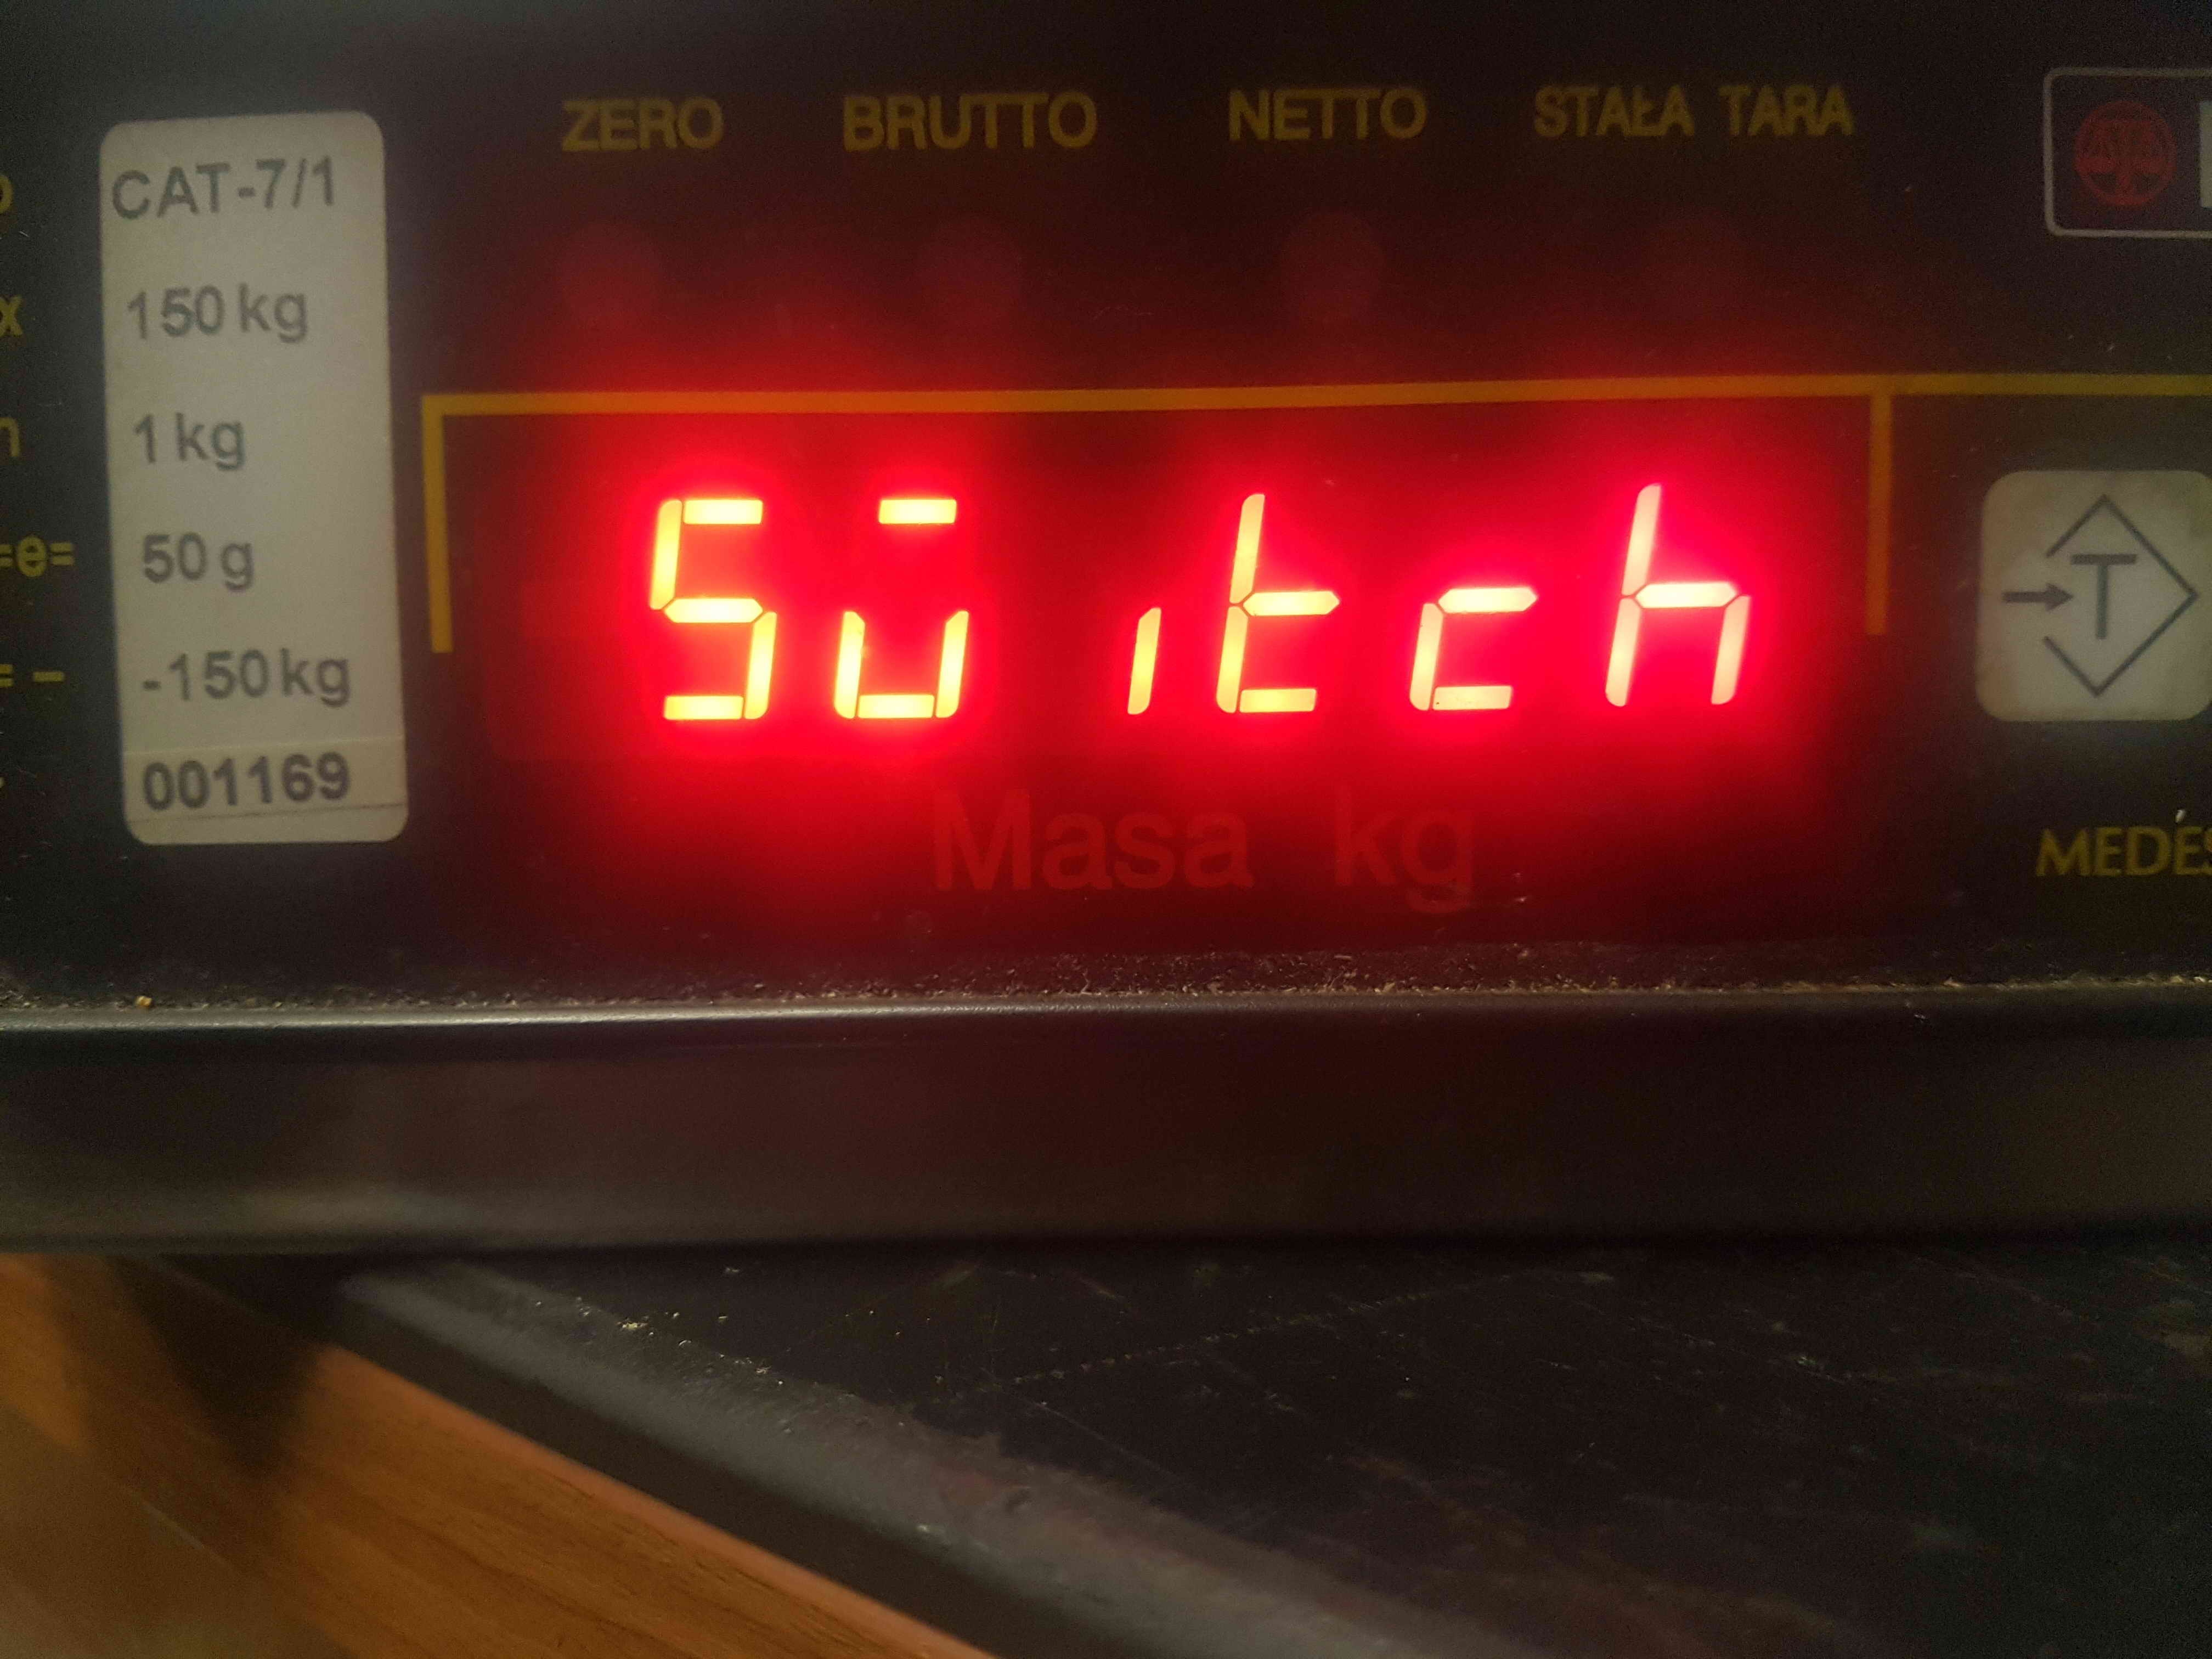 ZERO BRUTTO NETTO STAŁA TARA
CAT-7/1
150 kg
1 kg
50 g
=e=
-150 kg
= –
001169
Switch
T
Masa kg